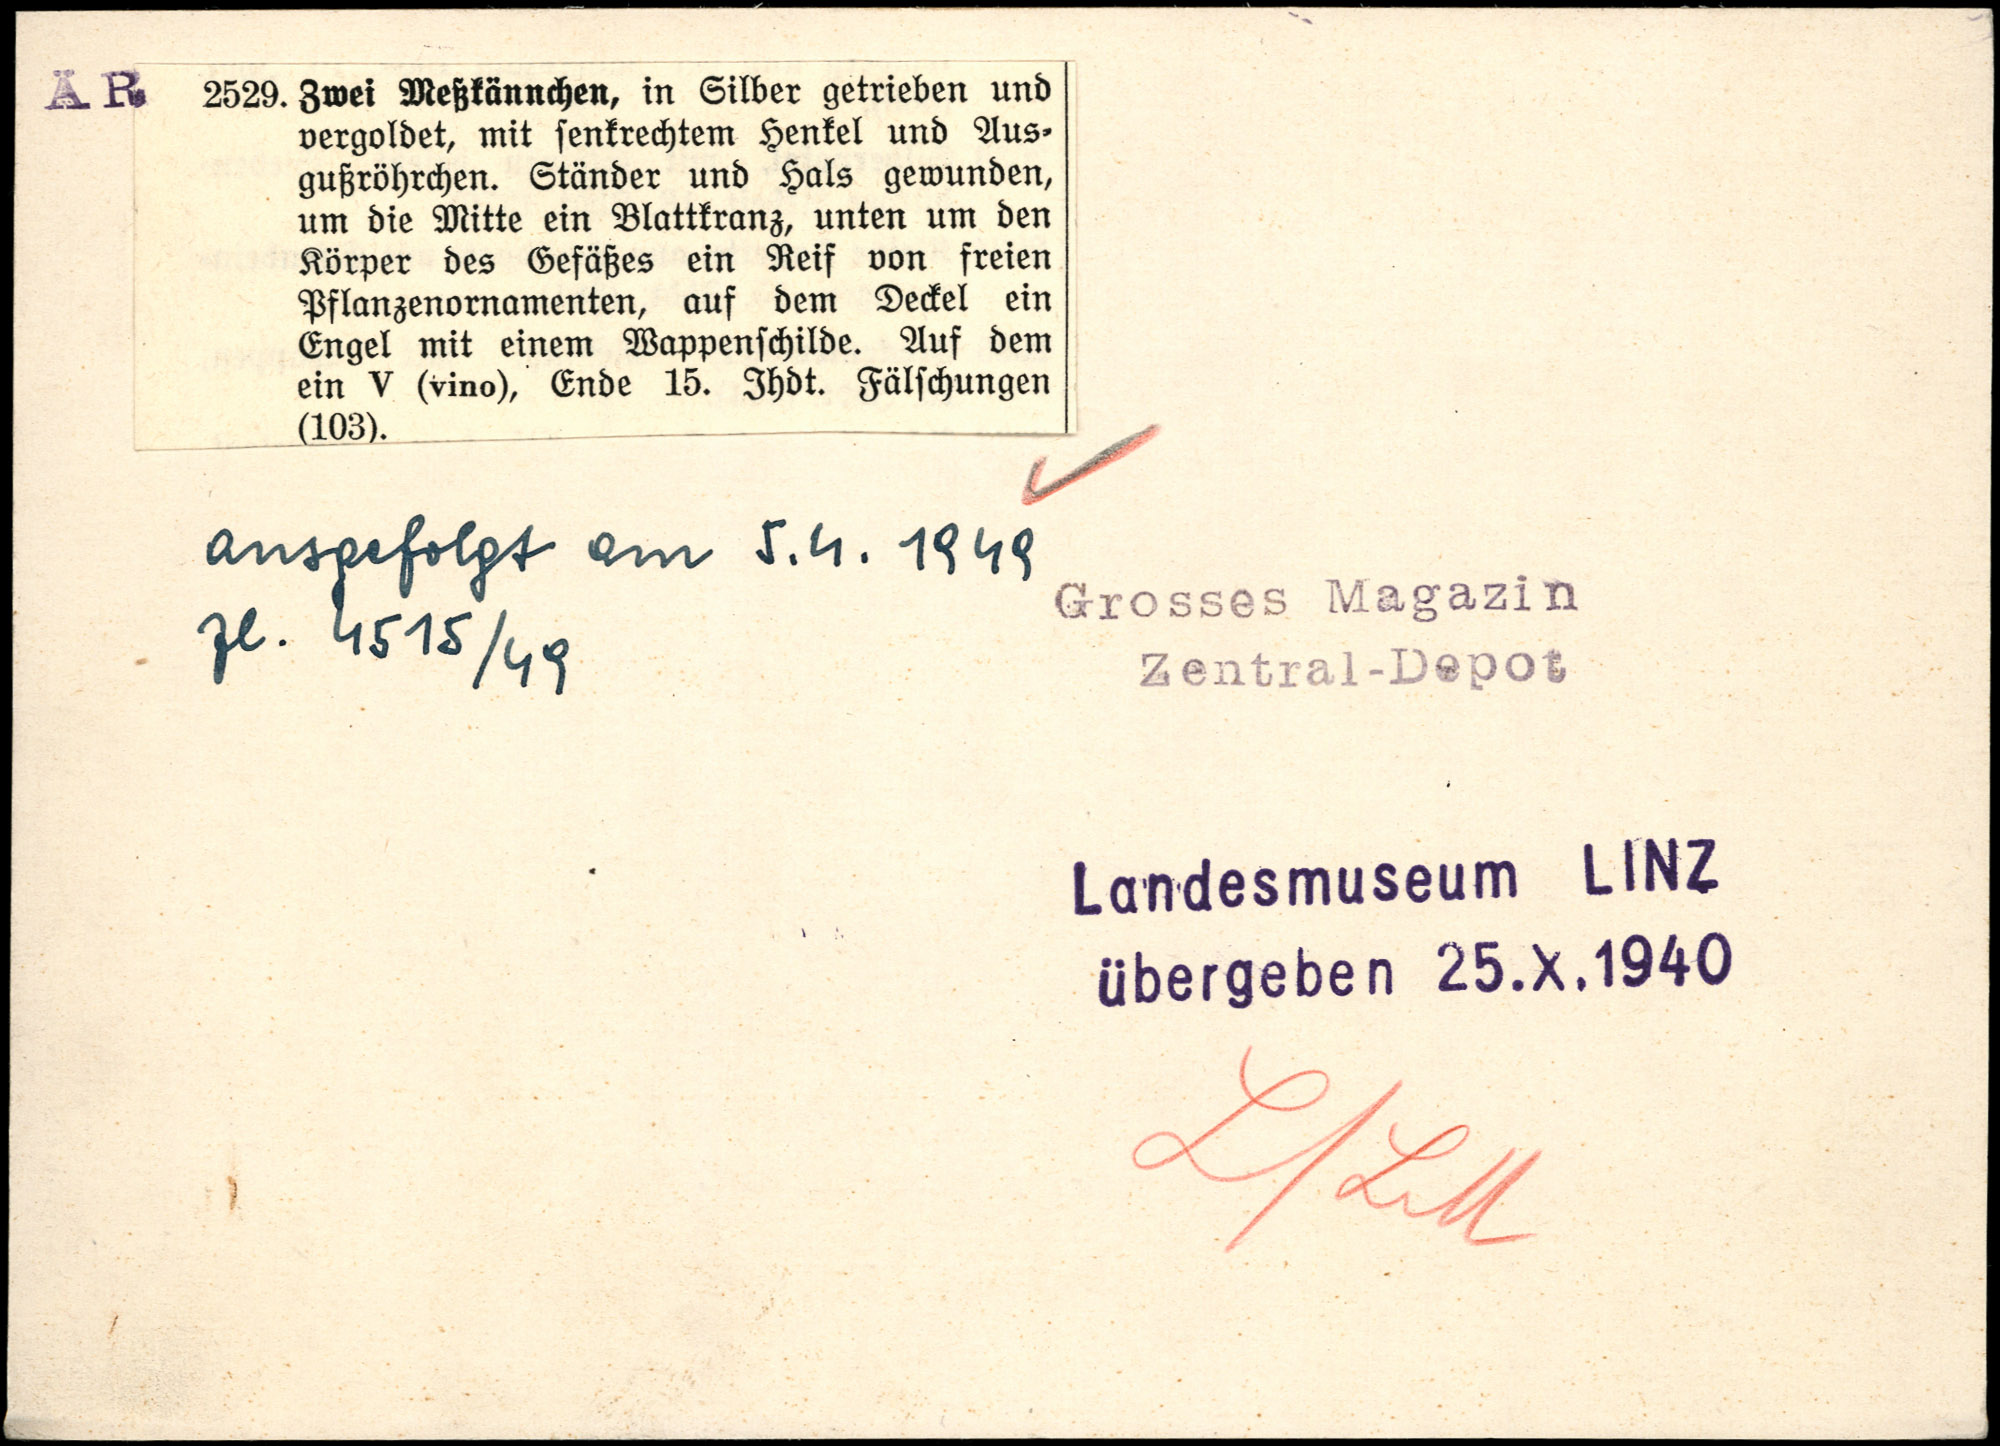 ÄR
2529. Zwei Meßkännchen, in Silber getrieben und
vergoldet, mit senkrechtem Henkel und Aus-
gußröhrchen. Ständer und Hals gewunden,
um die Mitte ein Blattkranz, unten um den
Körper des Gefäßes ein Reif von freien
Pflanzenornamenten, auf dem Deckel ein
Engel mit einem Wappenschilde. Auf dem
ein V (vino), Ende 15. Jhdt. Fälschungen
(103).
ausgefolgt am 5.4.1949
Zl. 4515/49
Grosses Magazin
Zentral-Depot
Landesmuseum LINZ
übergeben 25.X.1940